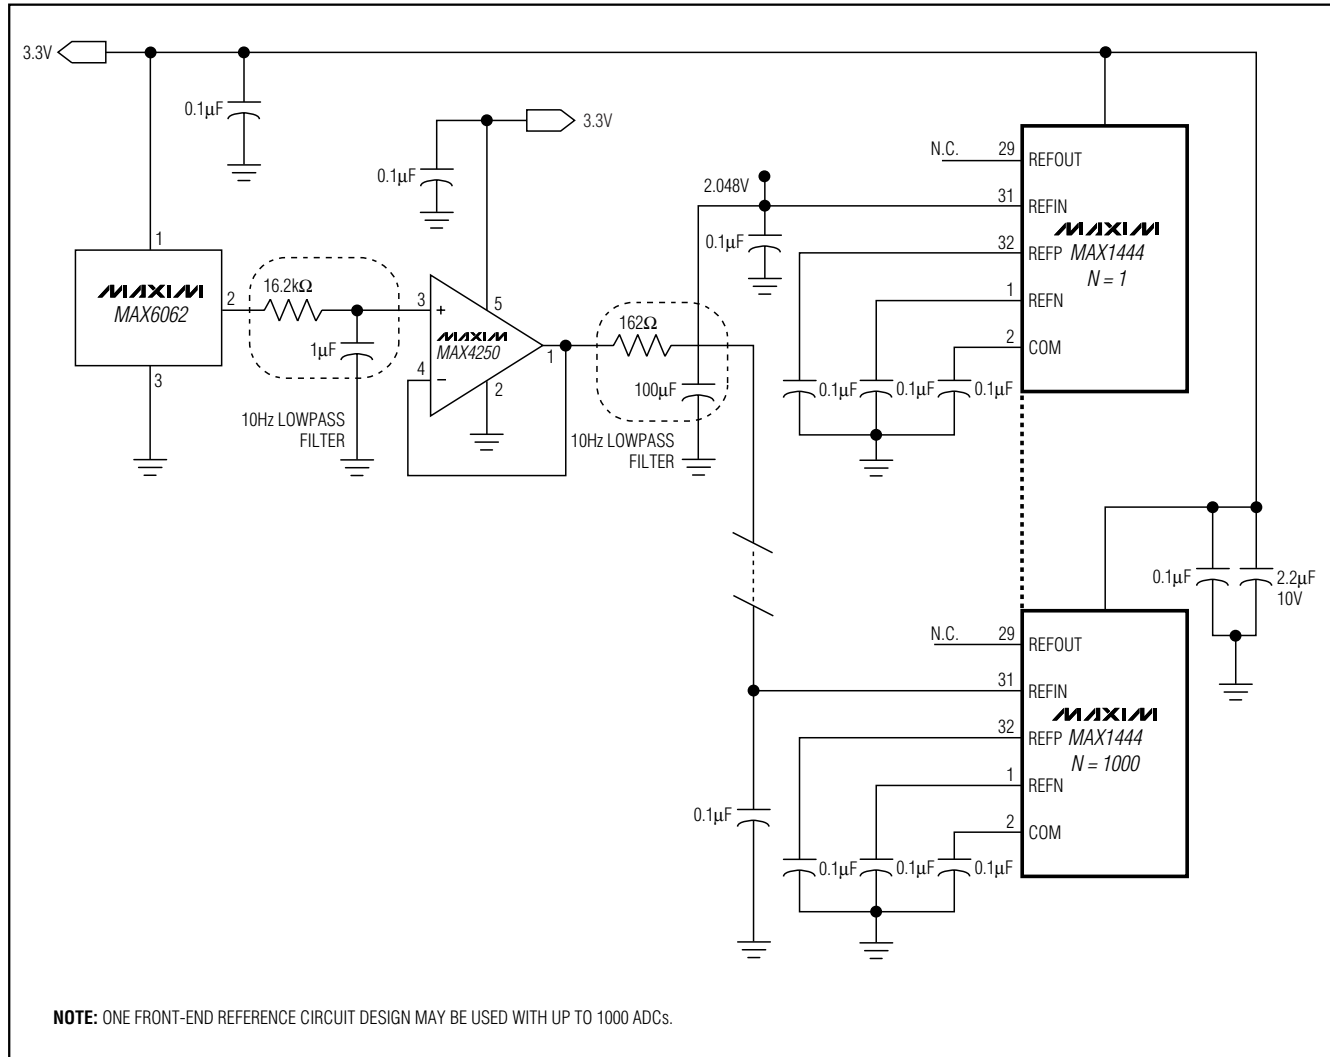 3.3V
0.1µF
3.3V
0.1µF
1
MAXIM
MAX6062
2
3
16.2kΩ
1µF
10Hz LOWPASS
FILTER
3
+
4
–
5
MAXIM
MAX4250
1
2
162Ω
100µF
10Hz LOWPASS
FILTER
2.048V
0.1µF
N.C. 29 REFOUT
31 REFIN
MAXIM
32 REFP MAX1444
N = 1
1 REFN
2 COM
0.1µF 0.1µF 0.1µF
0.1µF 2.2µF
10V
N.C. 29 REFOUT
31 REFIN
MAXIM
32 REFP MAX1444
N = 1000
1 REFN
2 COM
0.1µF
0.1µF 0.1µF 0.1µF
NOTE: ONE FRONT-END REFERENCE CIRCUIT DESIGN MAY BE USED WITH UP TO 1000 ADCs.